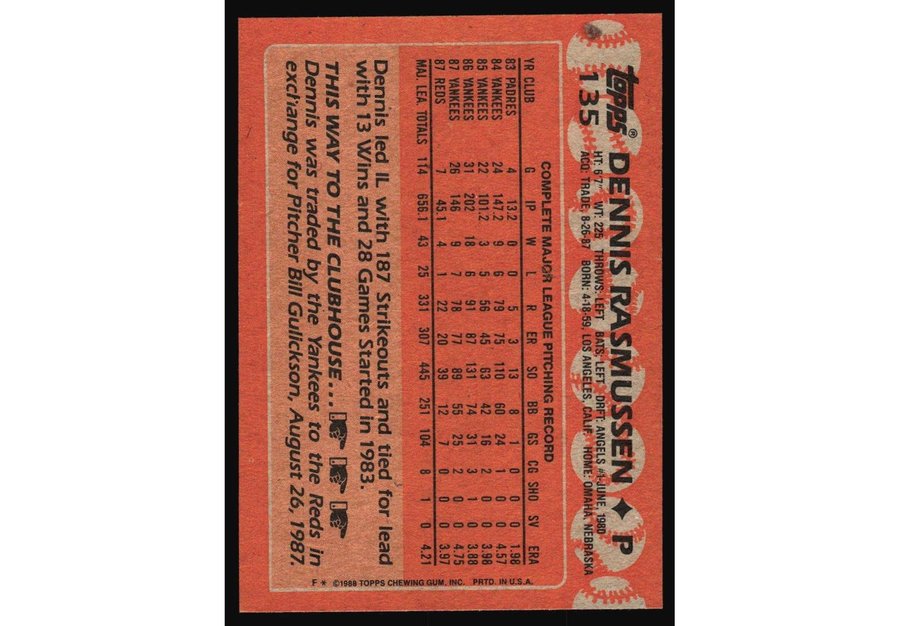 topps® DENNIS RASMUSSEN ✦ P
135 HT: 6'7" WT: 225 THROWS: LEFT BATS: LEFT DRFT: ANGELS #1-JUNE, 1980
ACQ: TRADE, 8-26-87 BORN: 4-18-59, LOS ANGELES, CALIF. HOME: OMAHA, NEBRASKA
COMPLETE MAJOR LEAGUE PITCHING RECORD
YR CLUB G IP W L R ER SO BB GS CG SHO SV ERA
83 PADRES 4 13.2 0 0 5 3 13 8 1 0 0 0 1.98
84 YANKEES 24 147.2 9 6 79 75 110 60 24 1 0 0 4.57
85 YANKEES 22 101.2 3 5 56 45 63 42 16 2 0 0 3.98
86 YANKEES 31 202 18 6 91 87 131 74 31 3 1 0 3.88
87 YANKEES 26 146 9 7 78 77 89 55 25 2 0 0 4.75
87 REDS 7 45.1 4 1 22 20 39 12 7 0 0 0 3.97
MAJ. LEA. TOTALS 114 656.1 43 25 331 307 445 251 104 8 1 0 4.21
Dennis led IL with 187 Strikeouts and tied for lead
with 13 Wins and 28 Games Started in 1983.
THIS WAY TO THE CLUBHOUSE...
Dennis was traded by the Yankees to the Reds in
exchange for Pitcher Bill Gulickson, August 26, 1987.
F * ©1988 TOPPS CHEWING GUM, INC. PRTD. IN U.S.A.